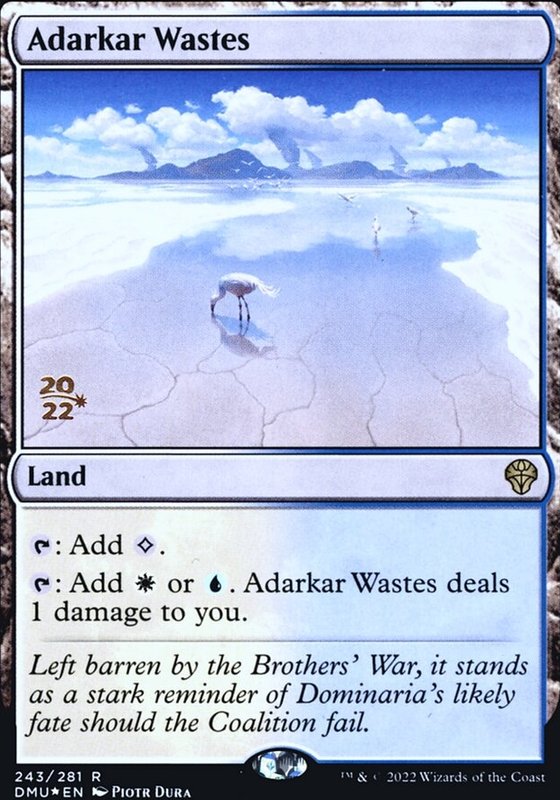 Adarkar Wastes
20
22
Land
: Add .
: Add or . Adarkar Wastes deals
1 damage to you.
Left barren by the Brothers' War, it stands
as a stark reminder of Dominaria's likely
fate should the Coalition fail.
243/281 R
DMU★EN Piotr Dura
™ & © 2022 Wizards of the Coast